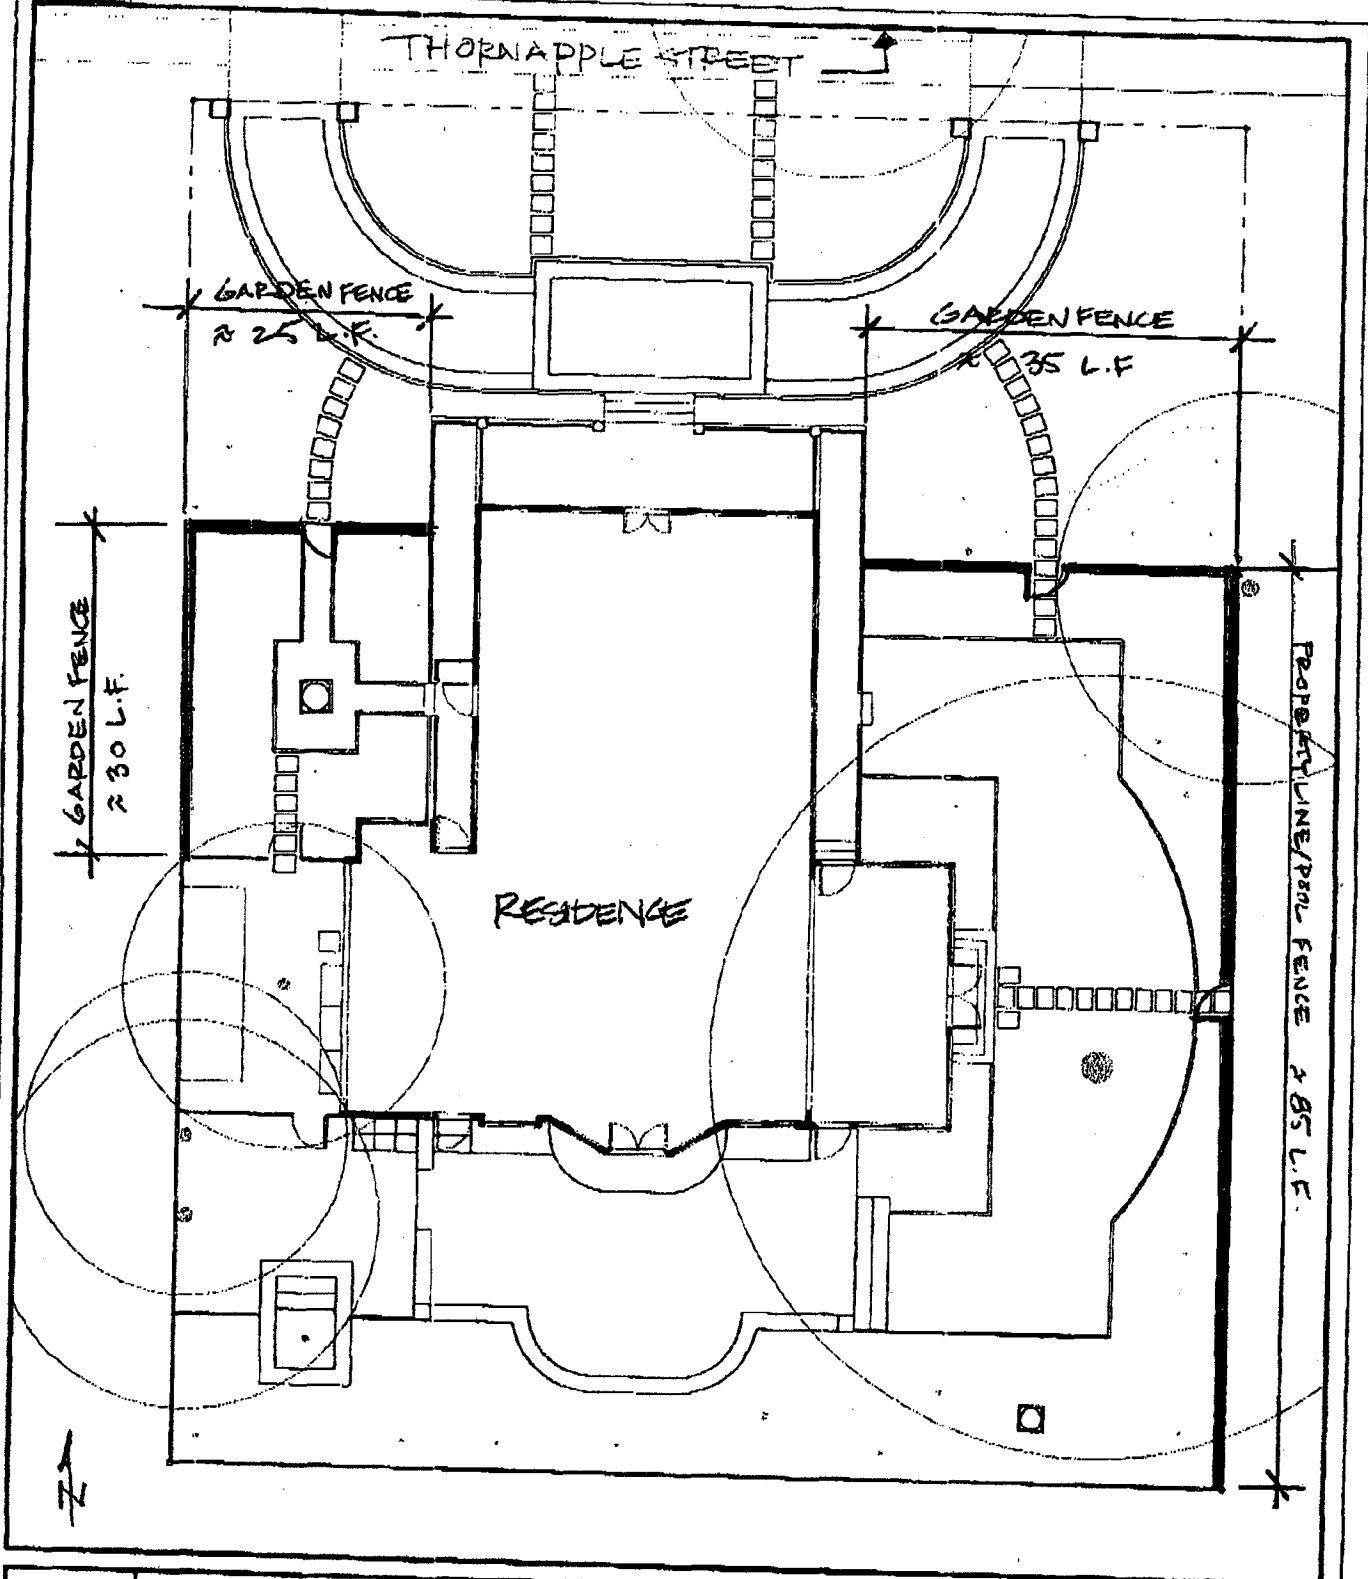 THORNAPPLE STREET
GARDEN FENCE
≈ 25 L.F.
GARDEN FENCE
≈ 35 L.F
GARDEN FENCE
≈ 30 L.F.
RESIDENCE
PROPERTY LINE/POOL FENCE ≈ 85 L.F.
N